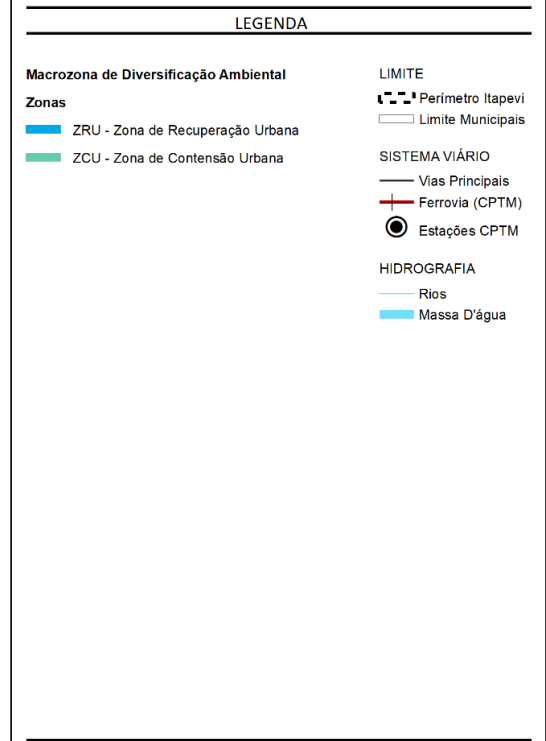 LEGENDA
Macrozona de Diversificação Ambiental
Zonas
ZRU - Zona de Recuperação Urbana
ZCU - Zona de Contensão Urbana
LIMITE
Perímetro Itapevi
Limite Municipais
SISTEMA VIÁRIO
Vias Principais
Ferrovia (CPTM)
Estações CPTM
HIDROGRAFIA
Rios
Massa D'água